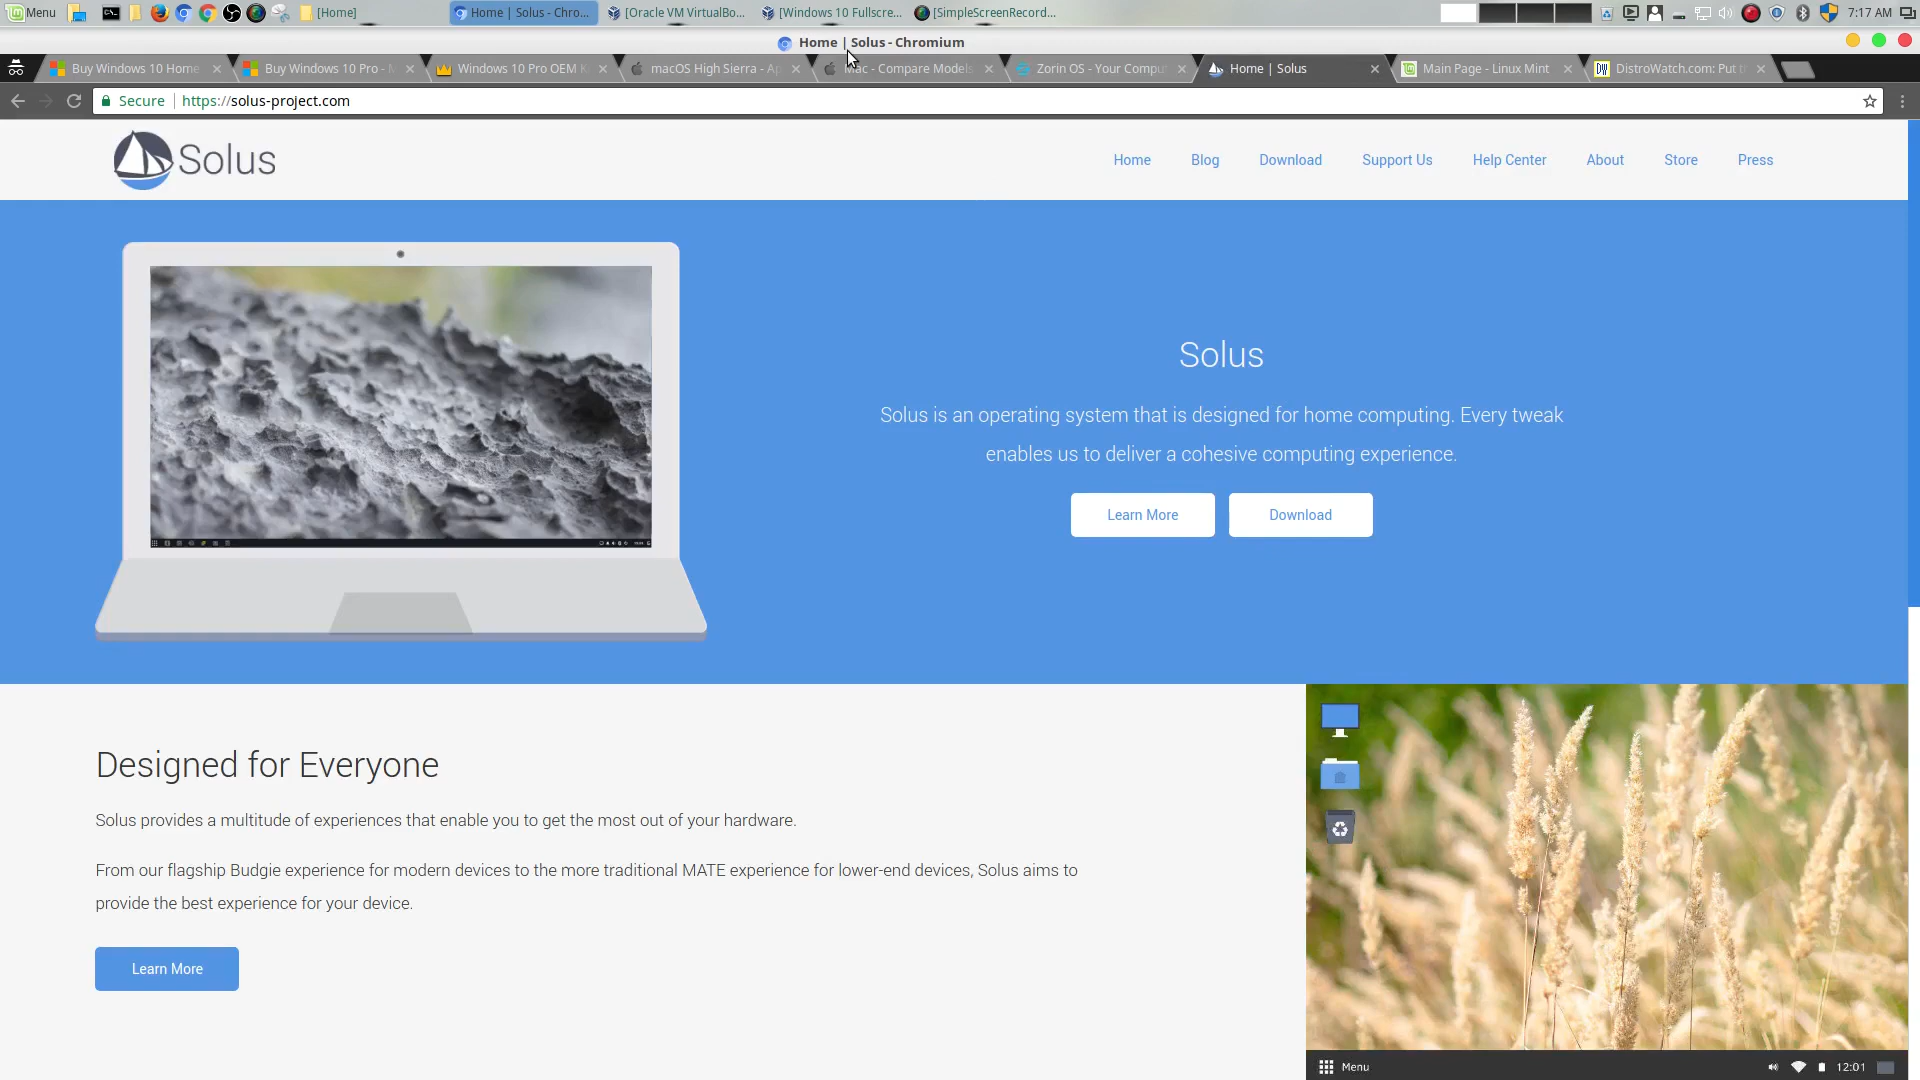 Menu
[Home]
Home | Solus - Chro...
[Oracle VM VirtualBo...
[Windows 10 Fullscre...
[SimpleScreenRecord...
7:17 AM
Home | Solus - Chromium
Buy Windows 10 Home
Buy Windows 10 Pro - M
Windows 10 Pro OEM K
macOS High Sierra - Ap
Mac - Compare Models
Zorin OS - Your Comput
Home | Solus
Main Page - Linux Mint
DW
DistroWatch.com: Put t
Secure
https://solus-project.com
Solus
Home
Blog
Download
Support Us
Help Center
About
Store
Press
Solus
Solus is an operating system that is designed for home computing. Every tweak
enables us to deliver a cohesive computing experience.
Learn More
Download
Designed for Everyone
Solus provides a multitude of experiences that enable you to get the most out of your hardware.
From our flagship Budgie experience for modern devices to the more traditional MATE experience for lower-end devices, Solus aims to
provide the best experience for your device.
Learn More
Menu
12:01